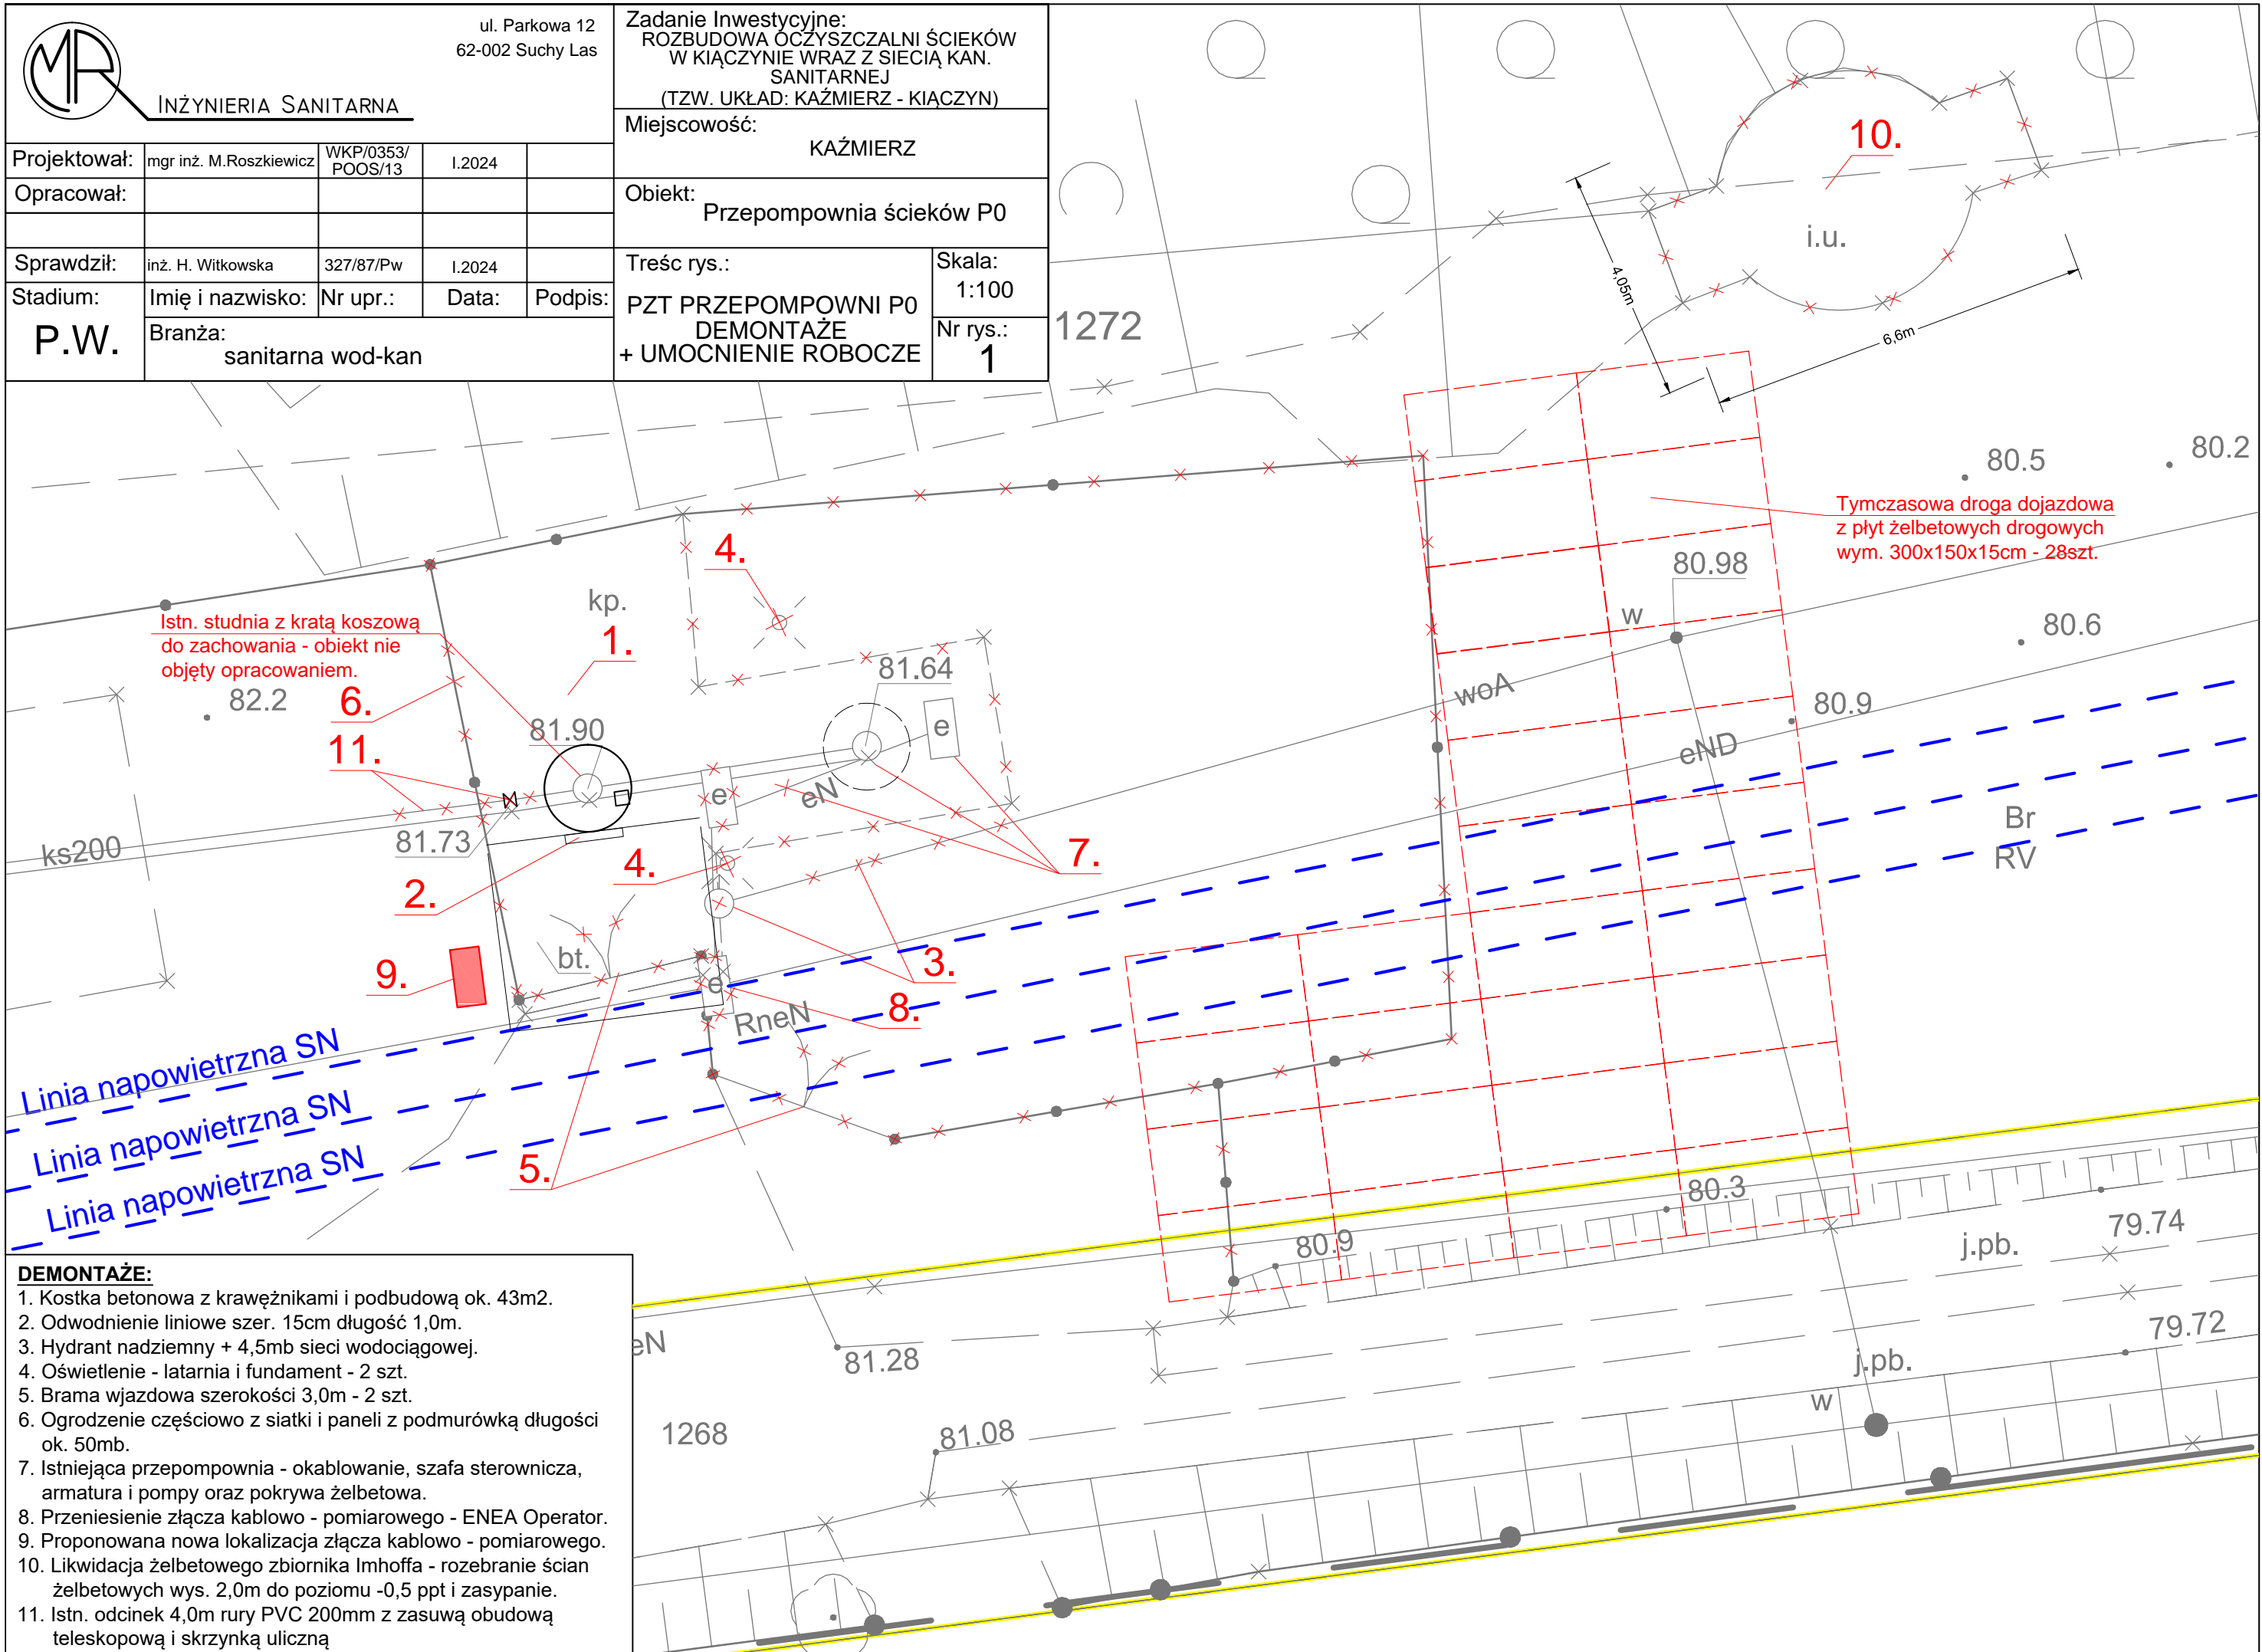 MR
INŻYNIERIA SANITARNA
ul. Parkowa 12
62-002 Suchy Las
Projektował: mgr inż. M.Roszkiewicz WKP/0353/
POOS/13 I.2024
Opracował:
Sprawdził: inż. H. Witkowska 327/87/Pw I.2024
Stadium: Imię i nazwisko: Nr upr.: Data: Podpis:
P.W.
Branża:
sanitarna wod-kan
Zadanie Inwestycyjne:
ROZBUDOWA OCZYSZCZALNI ŚCIEKÓW
W KIĄCZYNIE WRAZ Z SIECIĄ KAN.
SANITARNEJ
(TZW. UKŁAD: KAŹMIERZ - KIĄCZYN)
Miejscowość:
KAŹMIERZ
Obiekt:
Przepompownia ścieków P0
Treśc rys.:
PZT PRZEPOMPOWNI P0
DEMONTAŻE
+ UMOCNIENIE ROBOCZE
Skala:
1:100
Nr rys.:
1
1272
10.
i.u.
4,05m
6,6m
80.5
80.2
Tymczasowa droga dojazdowa
z płyt żelbetowych drogowych
wym. 300x150x15cm - 28szt.
80.98
w
80.6
80.9
woA
eND
Br
RV
4.
kp.
1.
Istn. studnia z kratą koszową
do zachowania - obiekt nie
objęty opracowaniem.
82.2
6.
11.
81.90
81.64
e
e
eN
81.73
ks200
2.
4.
7.
9.
bt.
3.
e
8.
RneN
5.
Linia napowietrzna SN
Linia napowietrzna SN
Linia napowietrzna SN
80.3
80.9
79.74
j.pb.
79.72
j.pb.
w
eN
81.28
1268
81.08
DEMONTAŻE:
1. Kostka betonowa z krawężnikami i podbudową ok. 43m2.
2. Odwodnienie liniowe szer. 15cm długość 1,0m.
3. Hydrant nadziemny + 4,5mb sieci wodociągowej.
4. Oświetlenie - latarnia i fundament - 2 szt.
5. Brama wjazdowa szerokości 3,0m - 2 szt.
6. Ogrodzenie częściowo z siatki i paneli z podmurówką długości
ok. 50mb.
7. Istniejąca przepompownia - okablowanie, szafa sterownicza,
armatura i pompy oraz pokrywa żelbetowa.
8. Przeniesienie złącza kablowo - pomiarowego - ENEA Operator.
9. Proponowana nowa lokalizacja złącza kablowo - pomiarowego.
10. Likwidacja żelbetowego zbiornika Imhoffa - rozebranie ścian
żelbetowych wys. 2,0m do poziomu -0,5 ppt i zasypanie.
11. Istn. odcinek 4,0m rury PVC 200mm z zasuwą obudową
teleskopową i skrzynką uliczną